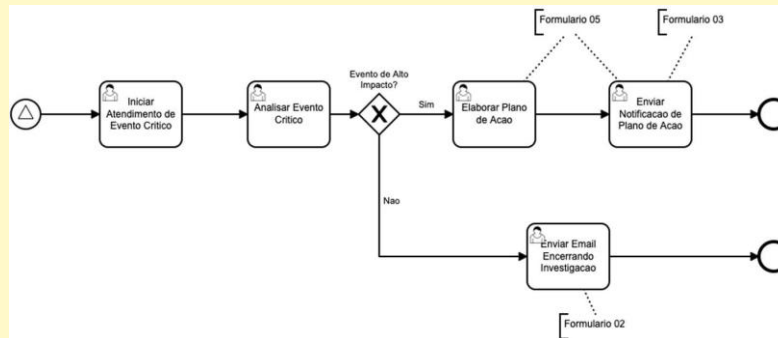 Formulario 05
Formulario 03
Iniciar
Atendimento de
Evento Critico
Analisar Evento
Critico
Evento de Alto
Impacto?
Sim
Elaborar Plano
de Acao
Enviar
Notificacao de
Plano de Acao
Nao
Enviar Email
Encerrando
Investigacao
Formulario 02